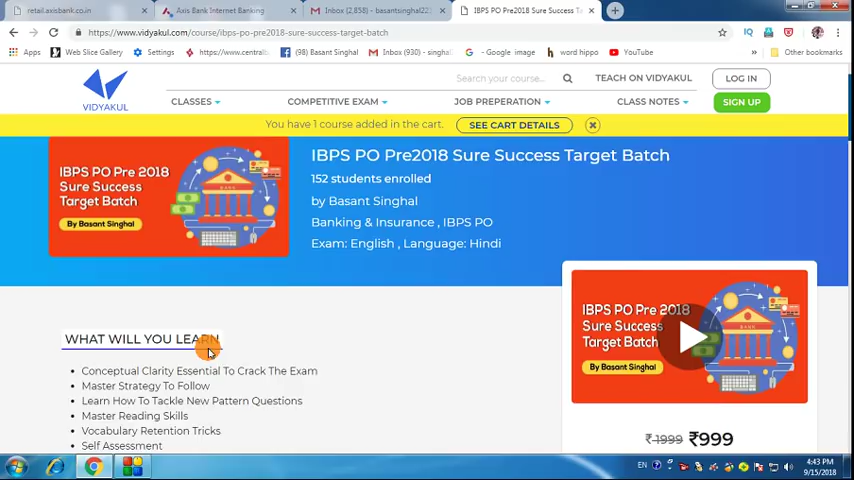 retail.axisbank.co.in
Axis Bank Internet Banking
Inbox (2,858) - basantsinghal22
IBPS PO Pre2018 Sure Success Ta
https://www.vidyakul.com/course/ibps-po-pre2018-sure-success-target-batch
Apps Web Slice Gallery Settings https://www.centralb (98) Basant Singhal Inbox (930) - singhal G - Google image word hippo YouTube » Other bookmarks
VIDYAKUL
Search your course...
TEACH ON VIDYAKUL
LOG IN
CLASSES COMPETITIVE EXAM JOB PREPARATION CLASS NOTES
SIGN UP
You have 1 course added in the cart. SEE CART DETAILS
IBPS PO Pre 2018
Sure Success
Target Batch
By Basant Singhal
IBPS PO Pre2018 Sure Success Target Batch
152 students enrolled
by Basant Singhal
Banking & Insurance , IBPS PO
Exam: English , Language: Hindi
WHAT WILL YOU LEARN
• Conceptual Clarity Essential To Crack The Exam
• Master Strategy To Follow
• Learn How To Tackle New Pattern Questions
• Master Reading Skills
• Vocabulary Retention Tricks
• Self Assessment
IBPS PO Pre 2018
Sure Success
Target Batch
By Basant Singhal
BANK
₹ 1999 ₹999
EN
4:43 PM
9/15/2018